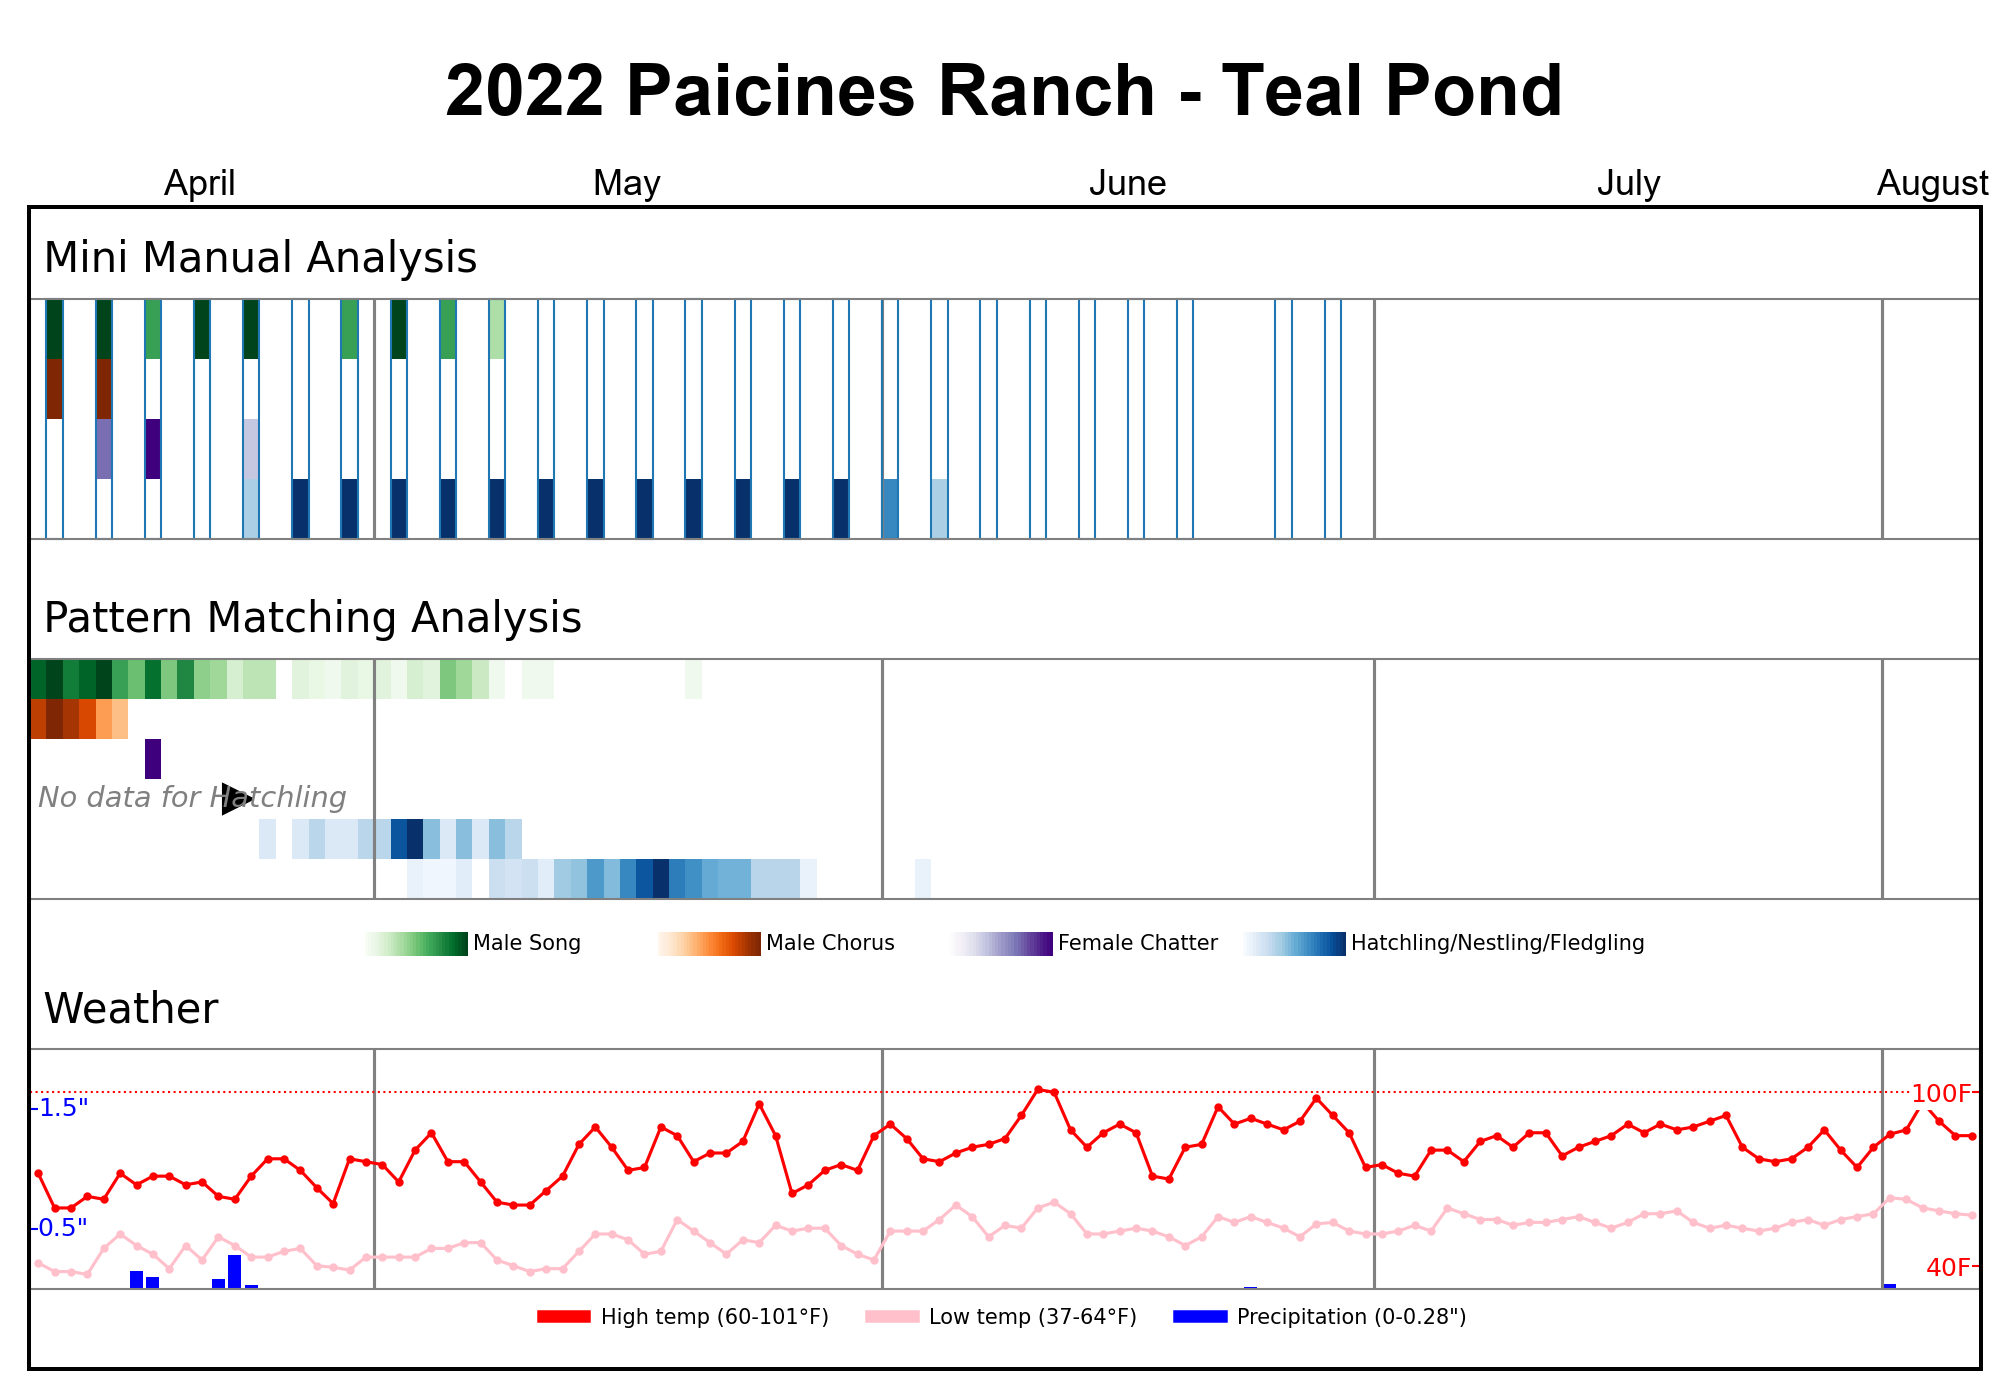 2022 Paicines Ranch - Teal Pond
April May June July August
Mini Manual Analysis
Pattern Matching Analysis
No data for Hatchling
Male Song Male Chorus Female Chatter Hatchling/Nestling/Fledgling
Weather
100F
1.5"
0.5"
40F
High temp (60-101°F) Low temp (37-64°F) Precipitation (0-0.28")